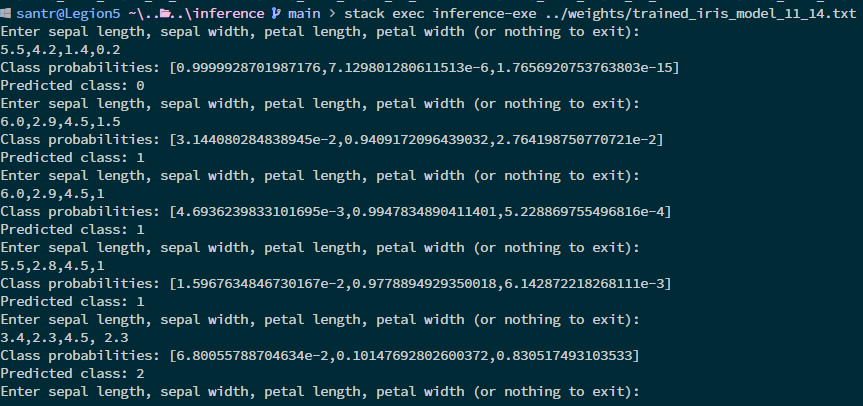 santr@Legion5 ~\..\..\inference main > stack exec inference-exe ../weights/trained_iris_model_11_14.txt
Enter sepal length, sepal width, petal length, petal width (or nothing to exit):
5.5,4.2,1.4,0.2
Class probabilities: [0.9999928701987176,7.129801280611513e-6,1.7656920753763803e-15]
Predicted class: 0
Enter sepal length, sepal width, petal length, petal width (or nothing to exit):
6.0,2.9,4.5,1.5
Class probabilities: [3.144080284838945e-2,0.9409172096439032,2.764198750770721e-2]
Predicted class: 1
Enter sepal length, sepal width, petal length, petal width (or nothing to exit):
6.0,2.9,4.5,1
Class probabilities: [4.6936239833101695e-3,0.9947834890411401,5.228869755496816e-4]
Predicted class: 1
Enter sepal length, sepal width, petal length, petal width (or nothing to exit):
5.5,2.8,4.5,1
Class probabilities: [1.5967634846730167e-2,0.9778894929350018,6.142872218268111e-3]
Predicted class: 1
Enter sepal length, sepal width, petal length, petal width (or nothing to exit):
3.4,2.3,4.5, 2.3
Class probabilities: [6.80055788704634e-2,0.10147692802600372,0.830517493103533]
Predicted class: 2
Enter sepal length, sepal width, petal length, petal width (or nothing to exit):